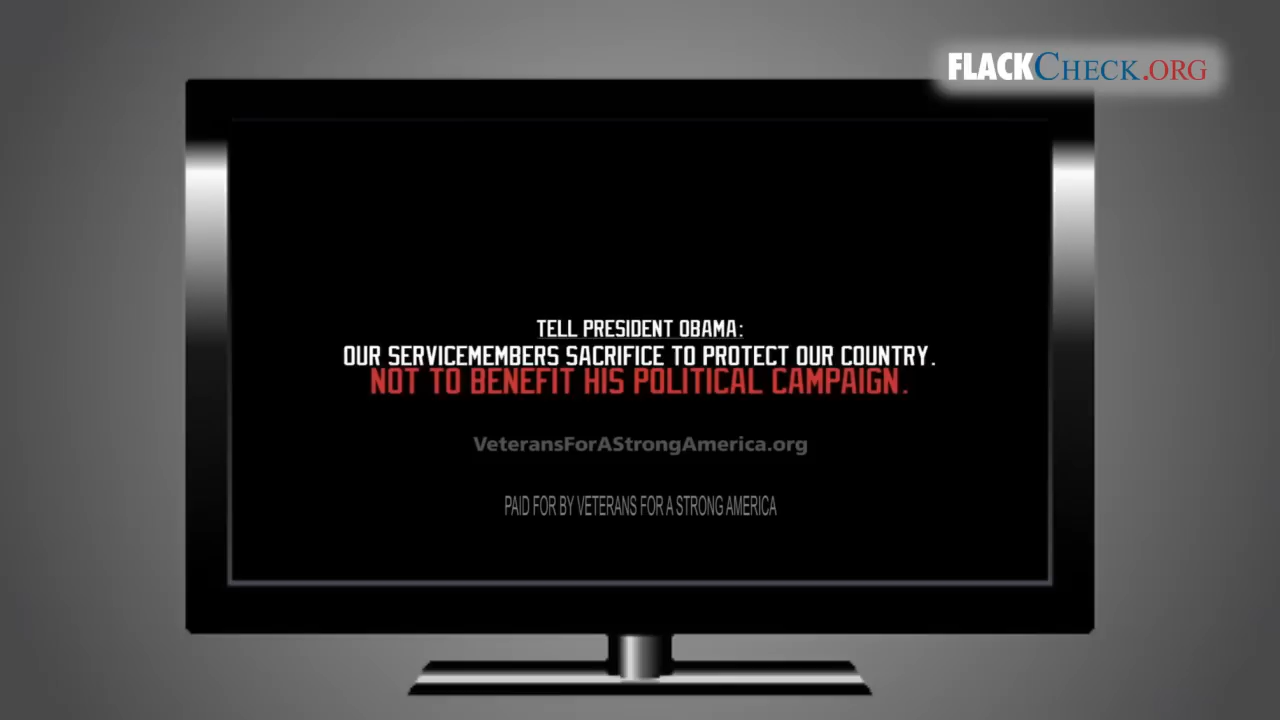 FLACKCHECK.ORG
TELL PRESIDENT OBAMA:
OUR SERVICEMEMBERS SACRIFICE TO PROTECT OUR COUNTRY.
NOT TO BENEFIT HIS POLITICAL CAMPAIGN.
VeteransForAStrongAmerica.org
PAID FOR BY VETERANS FOR A STRONG AMERICA